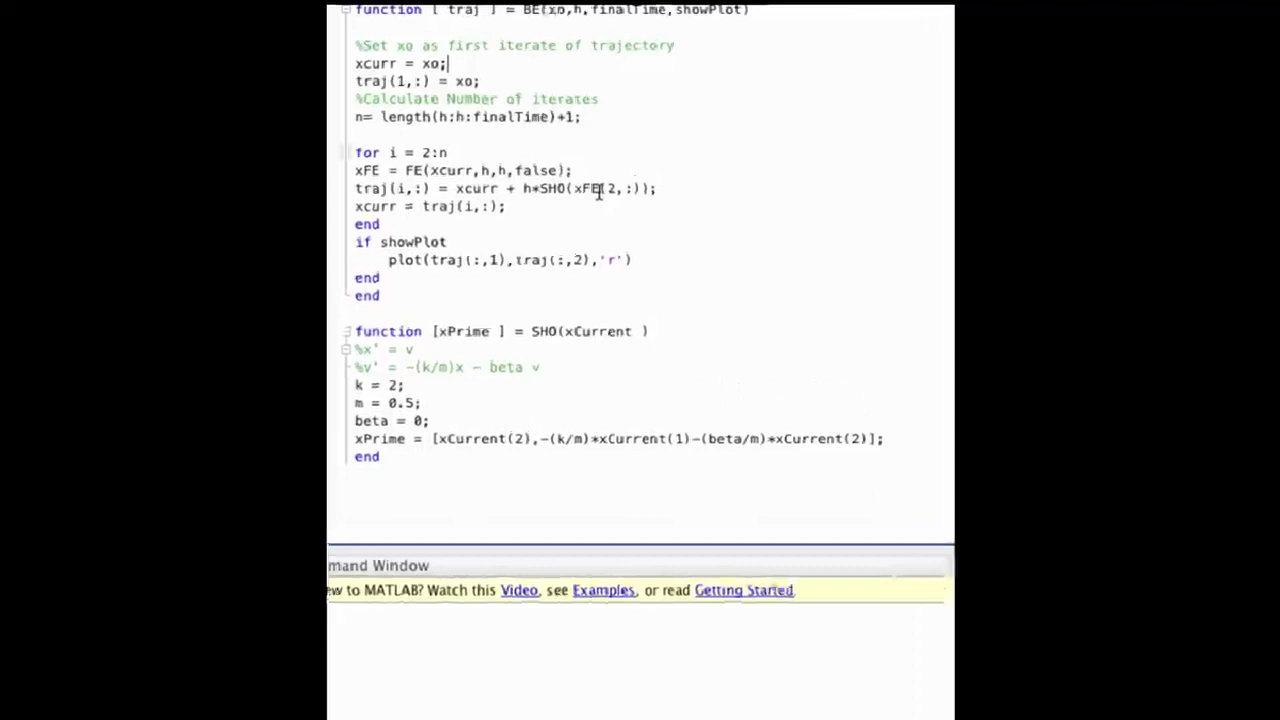 function [ traj ] = BE(xo,h,finalTime,showPlot)
%Set xo as first iterate of trajectory
xcurr = xo;
traj(1,:) = xo;
%Calculate Number of iterates
n= length(h:h:finalTime)+1;
for i = 2:n
xFE = FE(xcurr,h,h,false);
traj(i,:) = xcurr + h*SHO(xFE(2,:));
xcurr = traj(i,:);
end
if showPlot
plot(traj(:,1),traj(:,2),'r')
end
end
function [xPrime ] = SHO(xCurrent )
%x' = v
%v' = -(k/m)x - beta v
k = 2;
m = 0.5;
beta = 0;
xPrime = [xCurrent(2),-(k/m)*xCurrent(1)-(beta/m)*xCurrent(2)];
end
mand Window
ew to MATLAB? Watch this Video, see Examples, or read Getting Started.